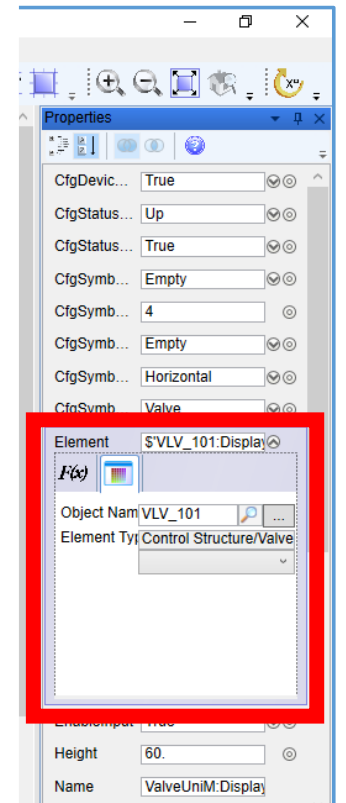 Properties
CfgDevic... True
CfgStatus... Up
CfgStatus... True
CfgSymb... Empty
CfgSymb... 4
CfgSymb... Empty
CfgSymb... Horizontal
CfgSymb Valve
Element $'VLV_101:Display
F(x)
Object Nam VLV_101 ...
Element Typ Control Structure/Valve
EnableInput True
Height 60.
Name ValveUniM:Display